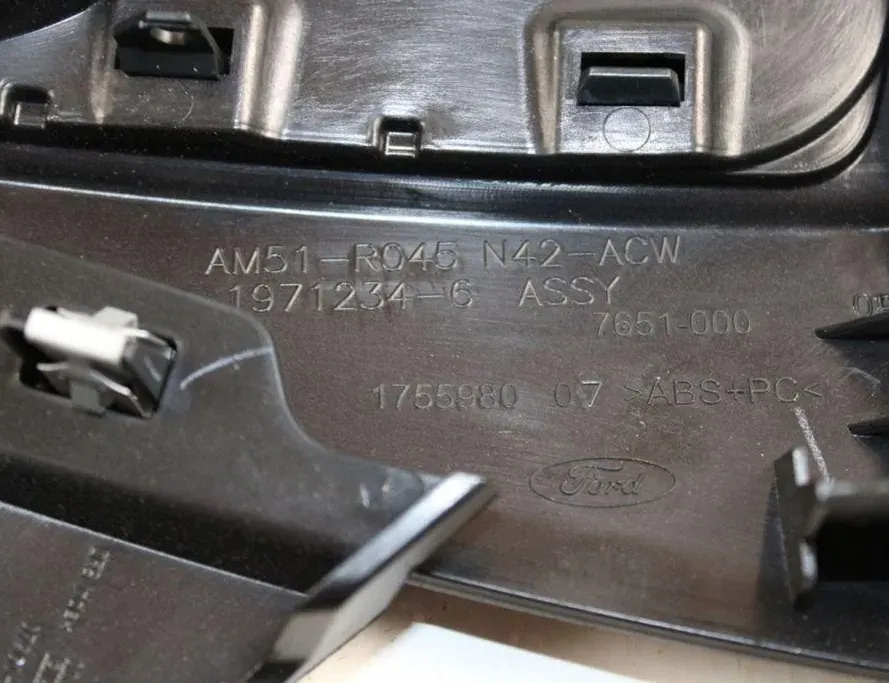 AM51-R045 N42-ACW
1971234-6 ASSY
7651-000
1755980 07 >ABS+PC<
Ford